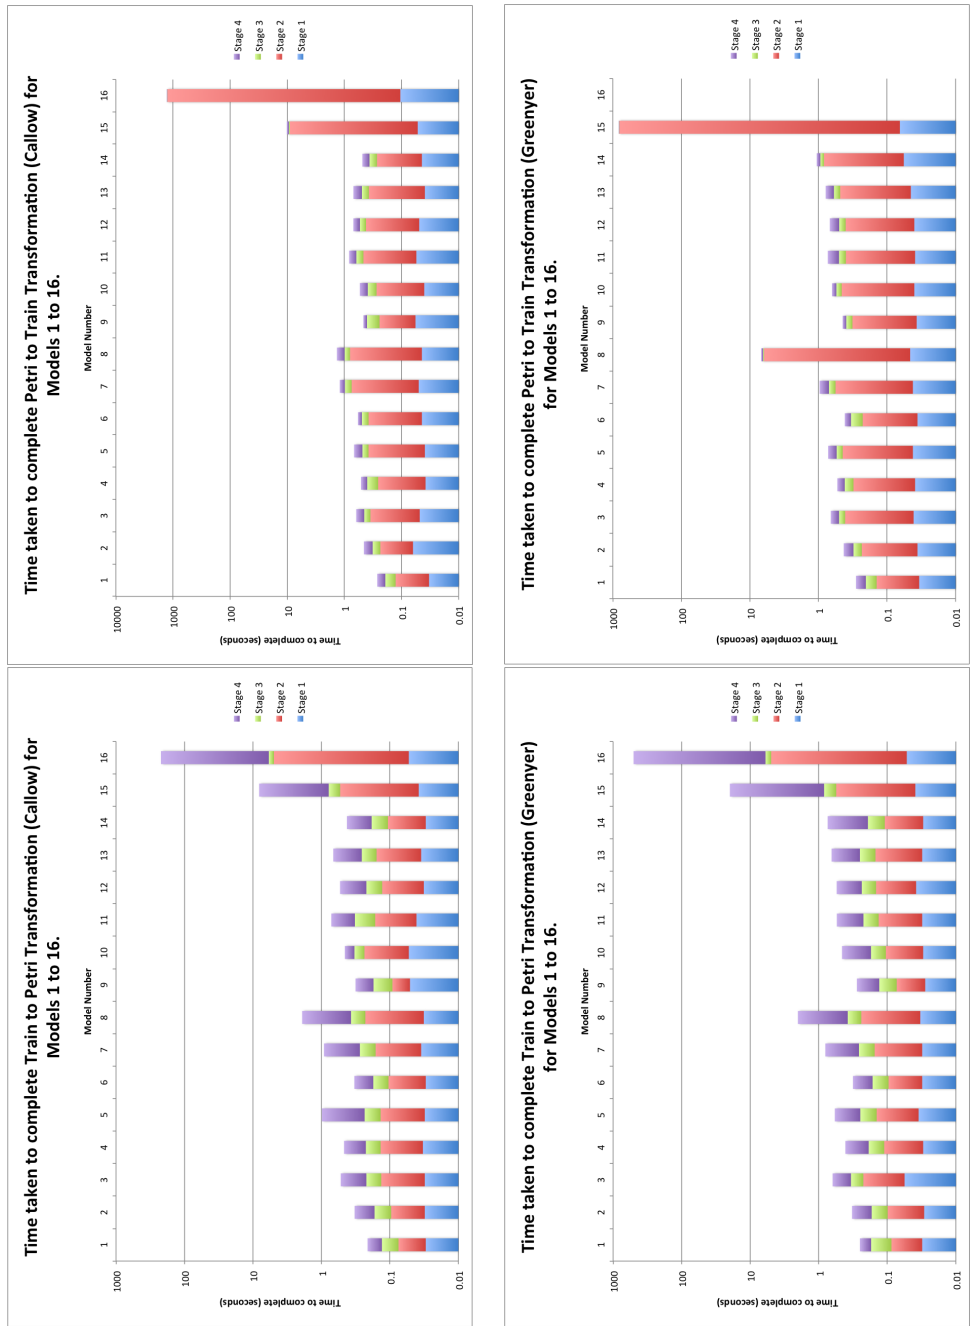 Time taken to complete Train to Petri Transformation (Callow) for
Models 1 to 16.
Model Number
1 2 3 4 5 6 7 8 9 10 11 12 13 14 15 16
Time to complete (seconds)
1000
100
10
1
0.1
0.01
Stage 4
Stage 3
Stage 2
Stage 1
Time taken to complete Petri to Train Transformation (Callow) for
Models 1 to 16.
Model Number
1 2 3 4 5 6 7 8 9 10 11 12 13 14 15 16
Time to complete (seconds)
10000
1000
100
10
1
0.1
0.01
Stage 4
Stage 3
Stage 2
Stage 1
Time taken to complete Train to Petri Transformation (Greenyer)
for Models 1 to 16.
Model Number
1 2 3 4 5 6 7 8 9 10 11 12 13 14 15 16
Time to complete (seconds)
1000
100
10
1
0.1
0.01
Stage 4
Stage 3
Stage 2
Stage 1
Time taken to complete Petri to Train Transformation (Greenyer)
for Models 1 to 16.
Model Number
1 2 3 4 5 6 7 8 9 10 11 12 13 14 15 16
Time to complete (seconds)
1000
100
10
1
0.1
0.01
Stage 4
Stage 3
Stage 2
Stage 1